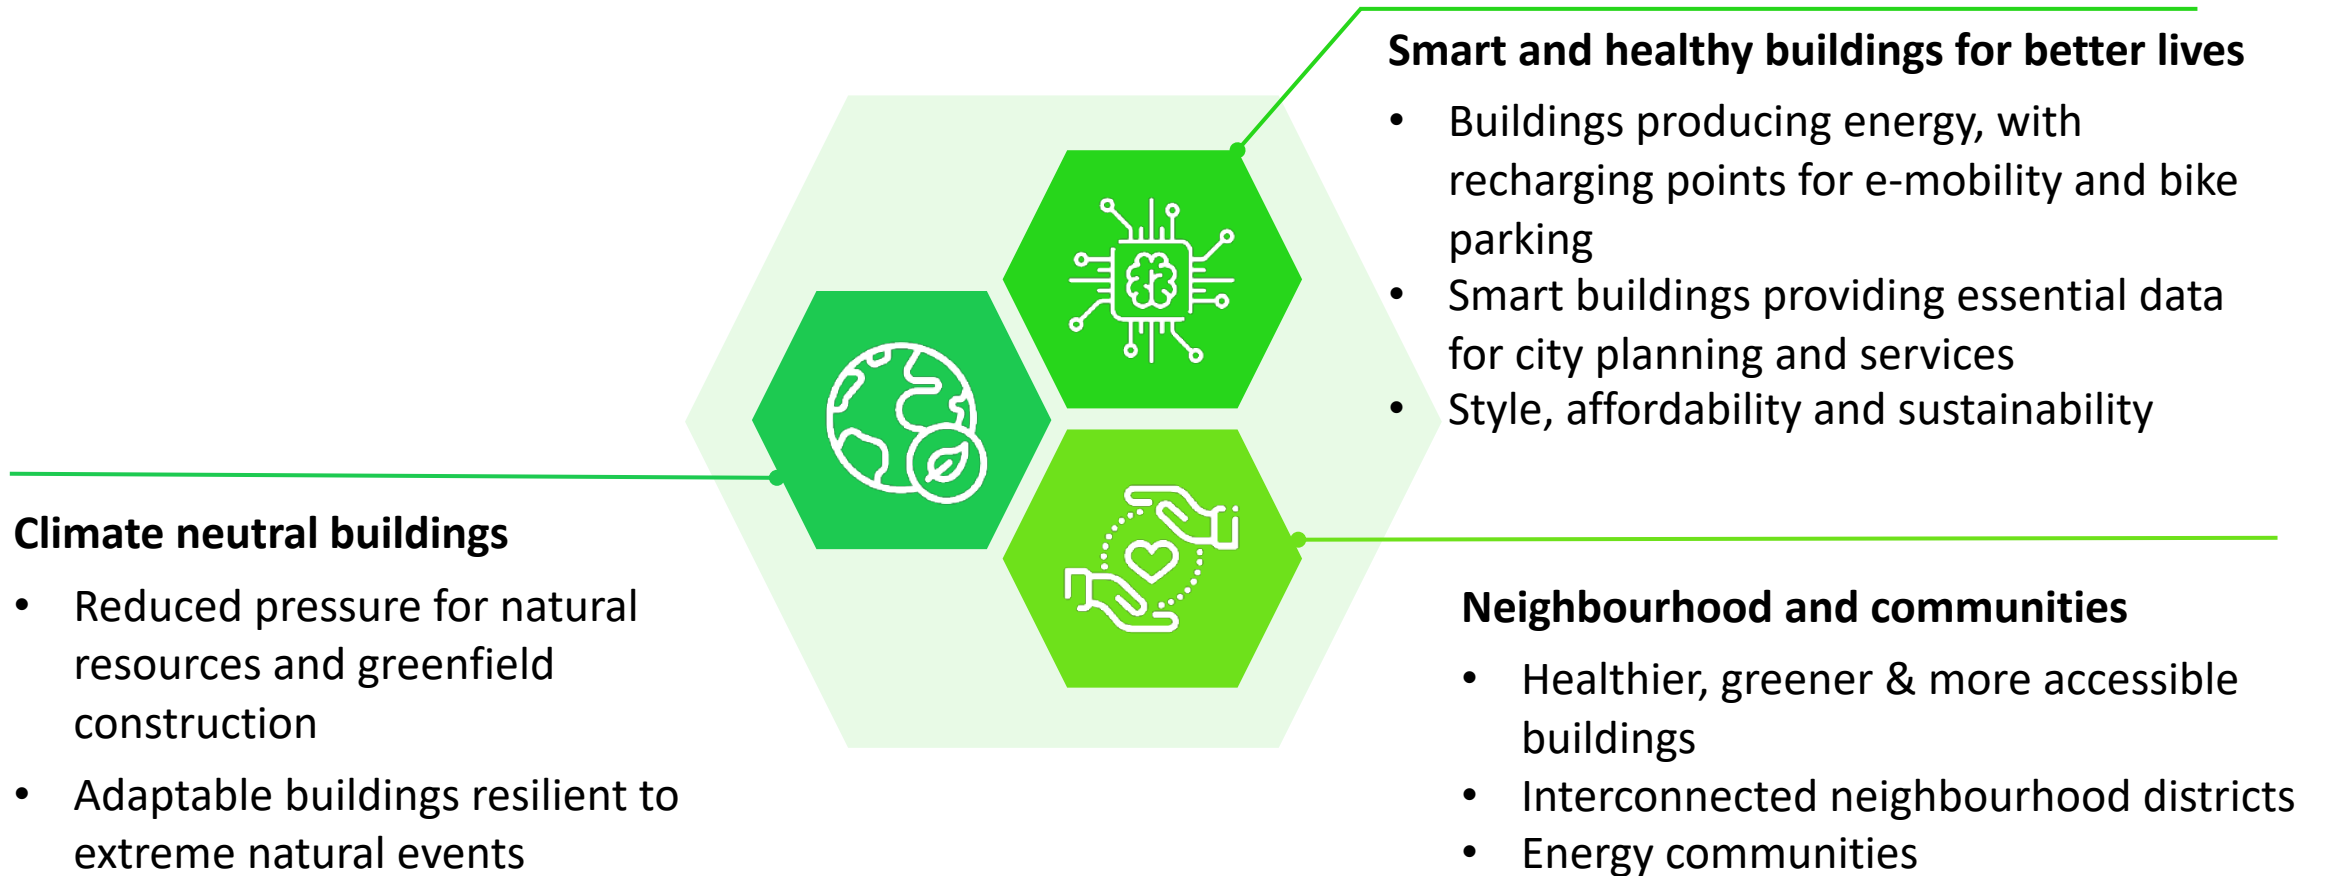 Smart and healthy buildings for better lives
• Buildings producing energy, with
recharging points for e-mobility and bike
parking
• Smart buildings providing essential data
for city planning and services
• Style, affordability and sustainability
Climate neutral buildings
• Reduced pressure for natural
resources and greenfield
construction
• Adaptable buildings resilient to
extreme natural events
Neighbourhood and communities
• Healthier, greener & more accessible
buildings
• Interconnected neighbourhood districts
• Energy communities